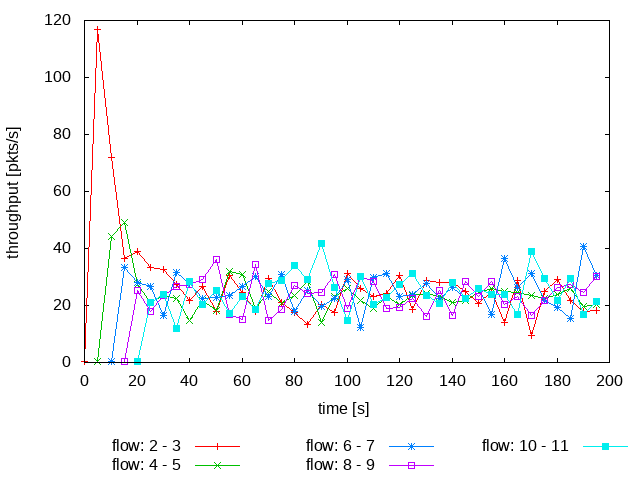 120
100
80
60
40
20
0
throughput [pkts/s]
0 20 40 60 80 100 120 140 160 180 200
time [s]
flow: 2 - 3 flow: 6 - 7 flow: 10 - 11
flow: 4 - 5 flow: 8 - 9